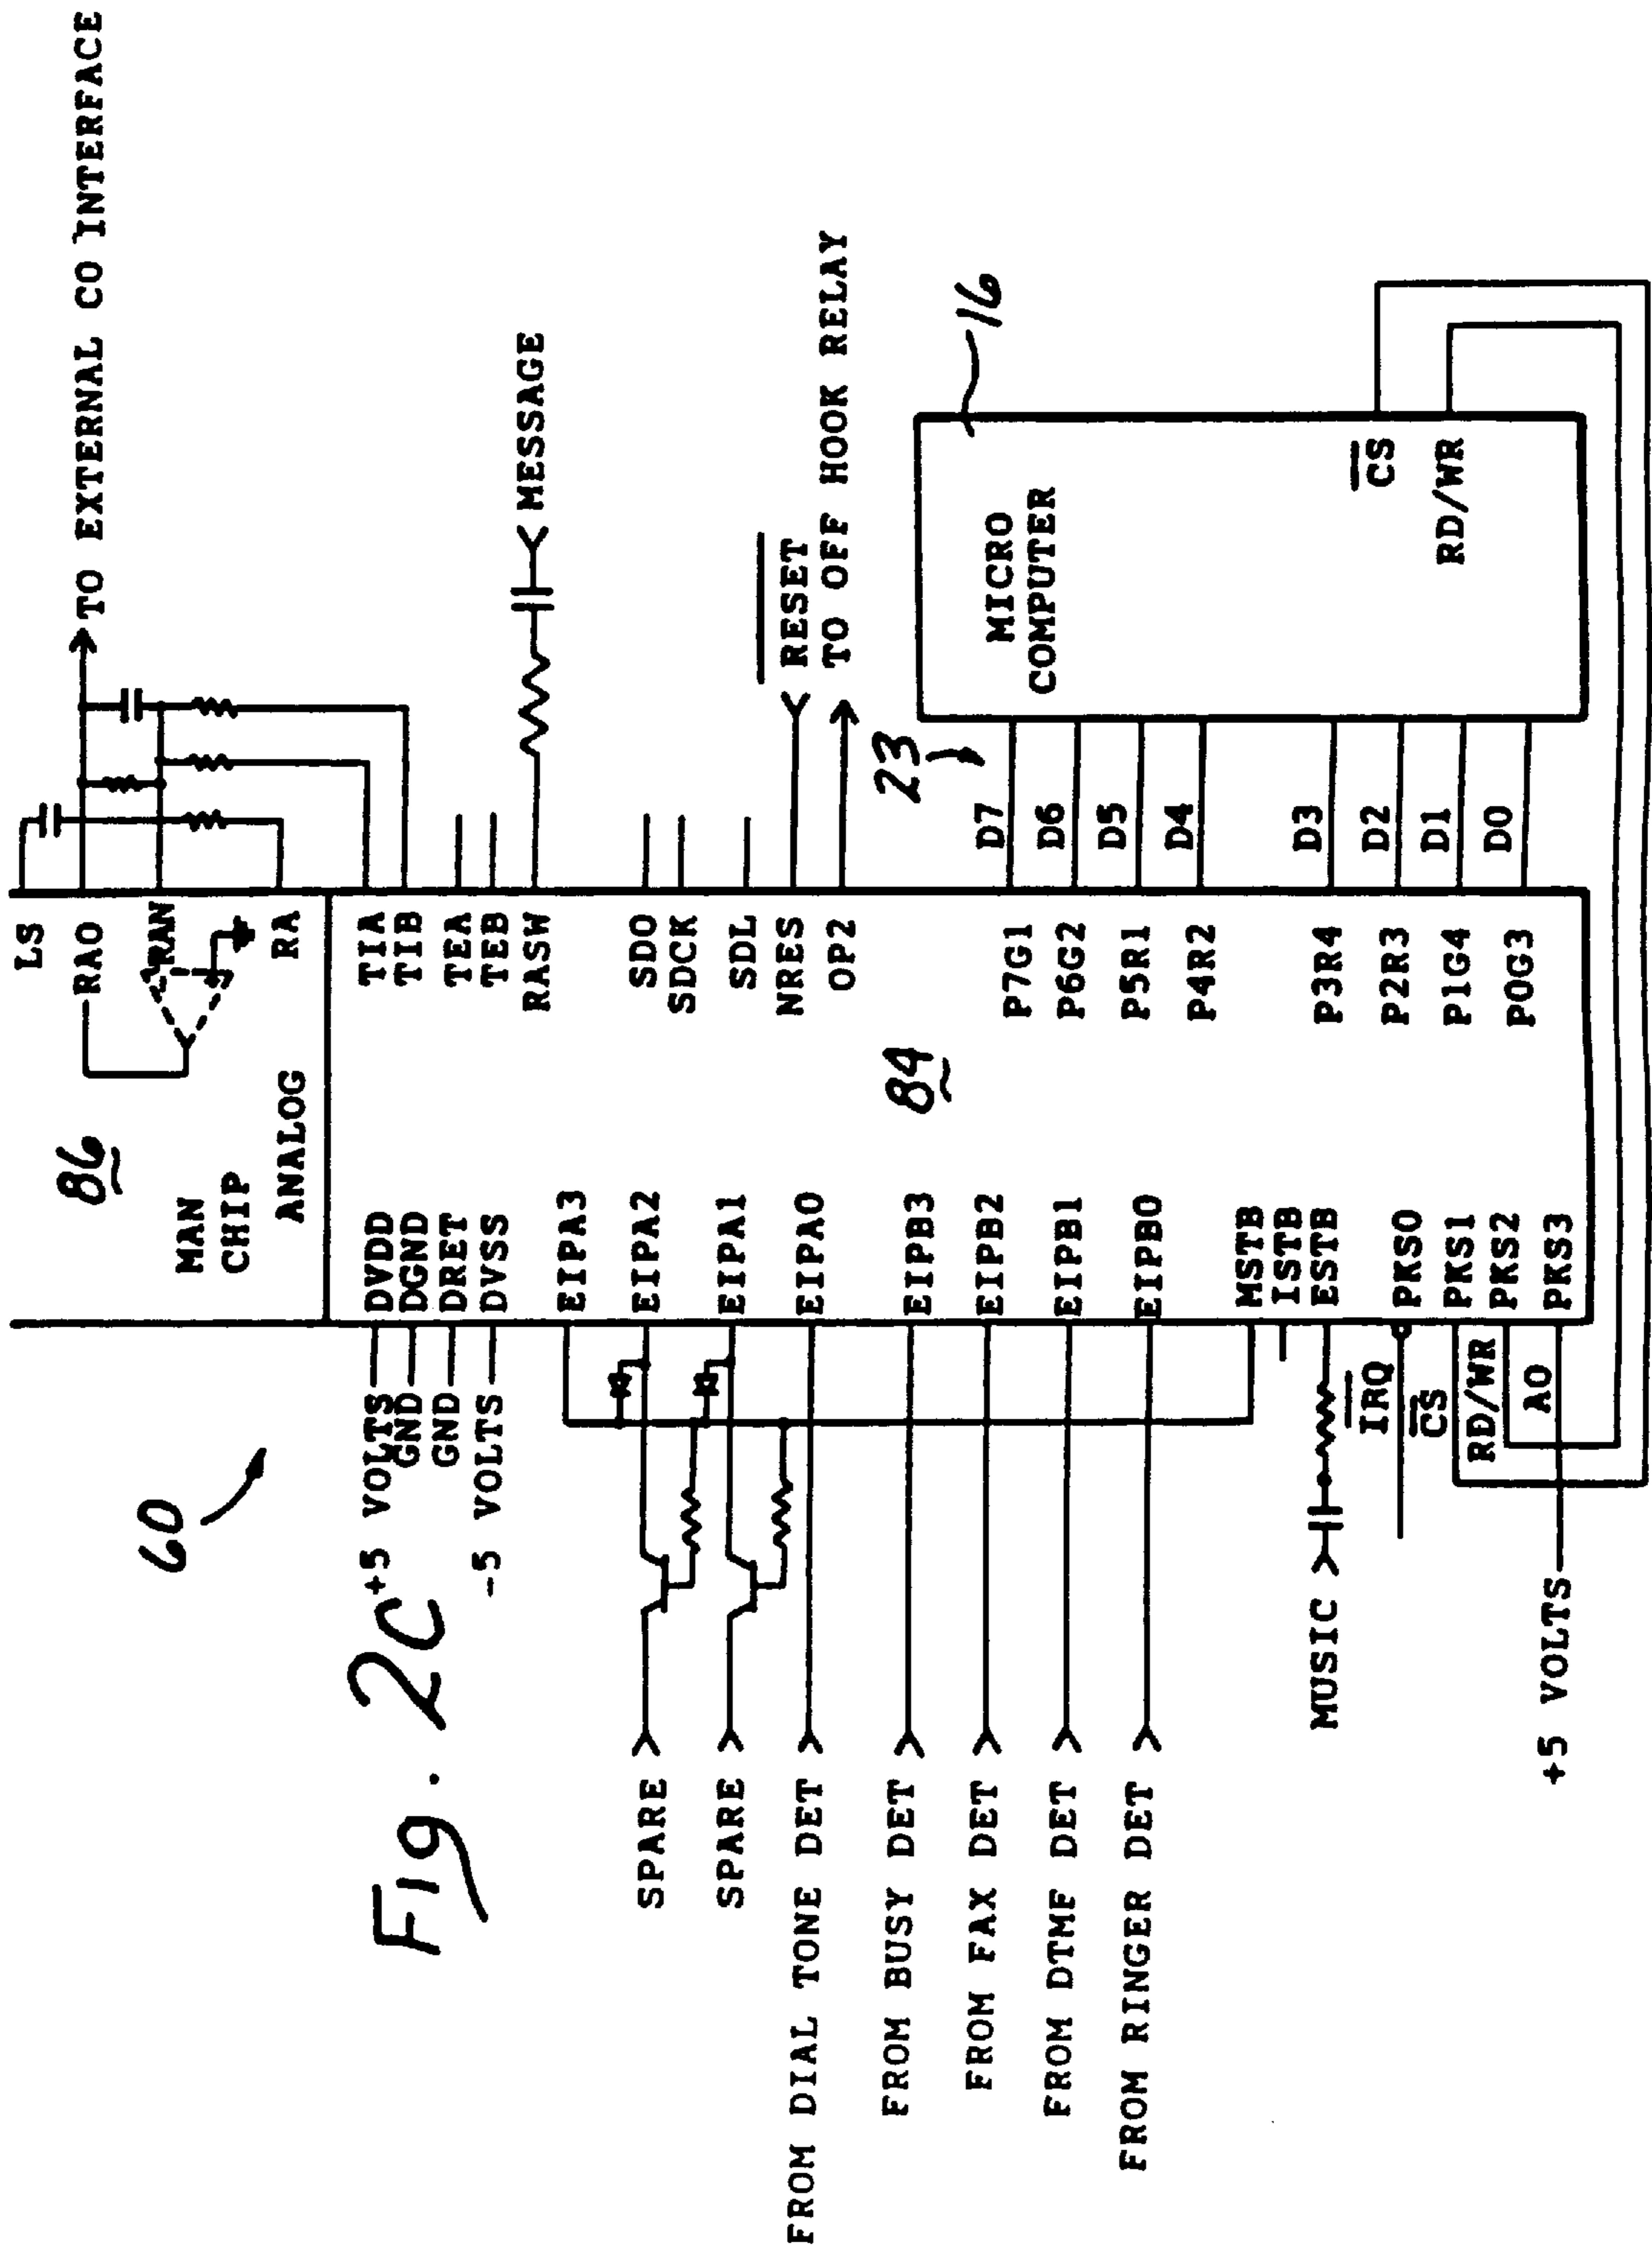 Fig. 2C
60
86
MAN
CHIP
ANALOG
LS
RAO
RAN
RA
TO EXTERNAL CO INTERFACE
+5 VOLTS
GND
GND
-5 VOLTS
DVDD
DGND
DRET
DVSS
TIA
TIB
TEA
TEB
RASW
MESSAGE
SPARE
SPARE
FROM DIAL TONE DET
FROM BUSY DET
FROM FAX DET
FROM DTMF DET
FROM RINGER DET
EIPA3
EIPA2
EIPA1
EIPA0
EIPB3
EIPB2
EIPB1
EIPB0
SDO
SDCK
SDL
NRES
OP2
RESET
TO OFF HOOK RELAY
84
23
16
P7G1
P6G2
P5R1
P4R2
P3R4
P2R3
P1G4
P0G3
D7
D6
D5
D4
D3
D2
D1
D0
MICRO
COMPUTER
CS
RD/WR
MUSIC
MSTB
ISTB
ESTB
PKS0
PKS1
PKS2
PKS3
IRQ
CS
RD/WR
A0
+5 VOLTS